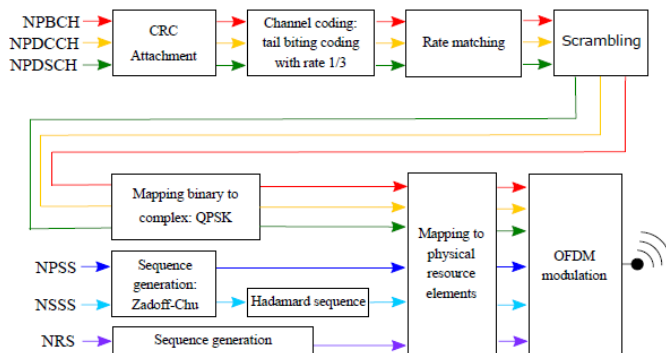 NPBCH
NPDCCH
NPDSCH
CRC
Attachment
Channel coding:
tail biting coding
with rate 1/3
Rate matching
Scrambling
Mapping binary to
complex: QPSK
Mapping to
physical
resource
elements
OFDM
modulation
NPSS
NSSS
Sequence
generation:
Zadoff-Chu
Hadamard sequence
NRS
Sequence generation